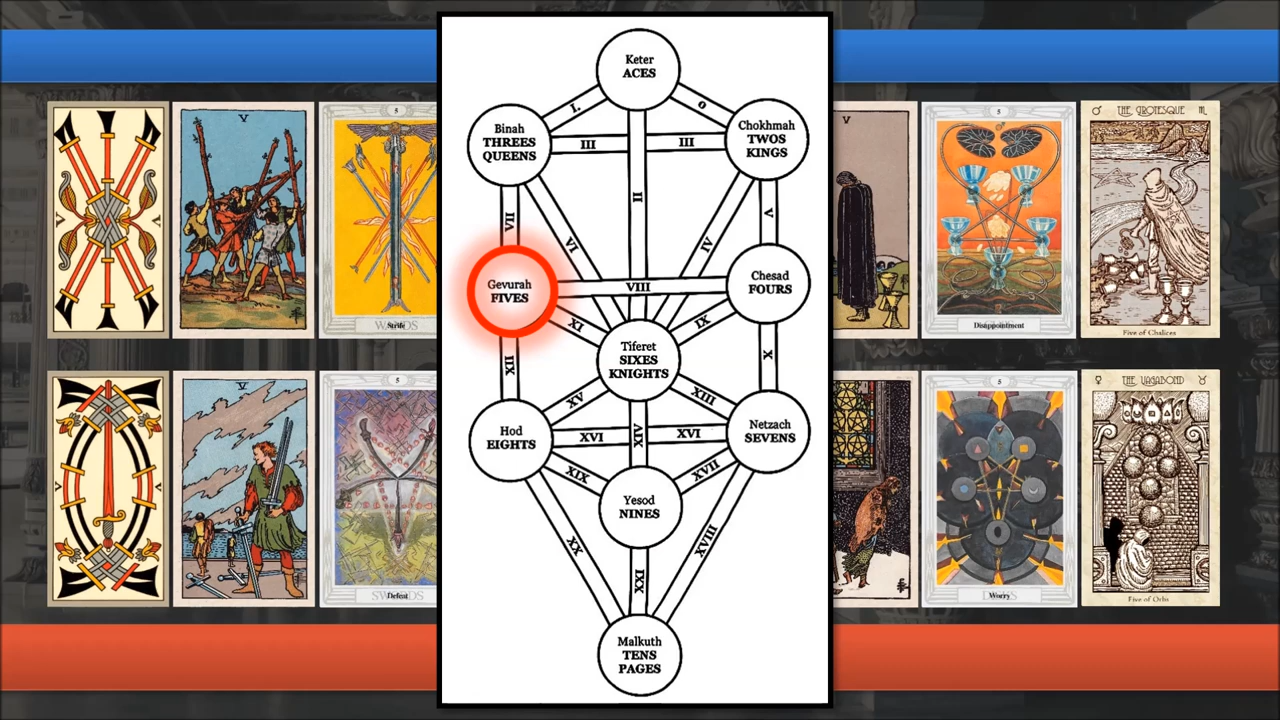 V
V
V
5
Strife
V
V
V
5
Defeat
Keter
ACES
I.
0
Binah
THREES
QUEENS
Chokhmah
TWOS
KINGS
III
III
II
VII
VI
IV
V
Gevurah
FIVES
VIII
Chesad
FOURS
XI
IX
Tiferet
SIXES
KNIGHTS
XII
X
XV
XIII
Hod
EIGHTS
XVI
XIV
XVI
Netzach
SEVENS
XIX
XVII
Yesod
NINES
XX
XXI
XVIII
Malkuth
TENS
PAGES
V
5
Disappointment
THE GROTESQUE
Five of Chalices
5
Worry
THE VAGABOND
Five of Orbs